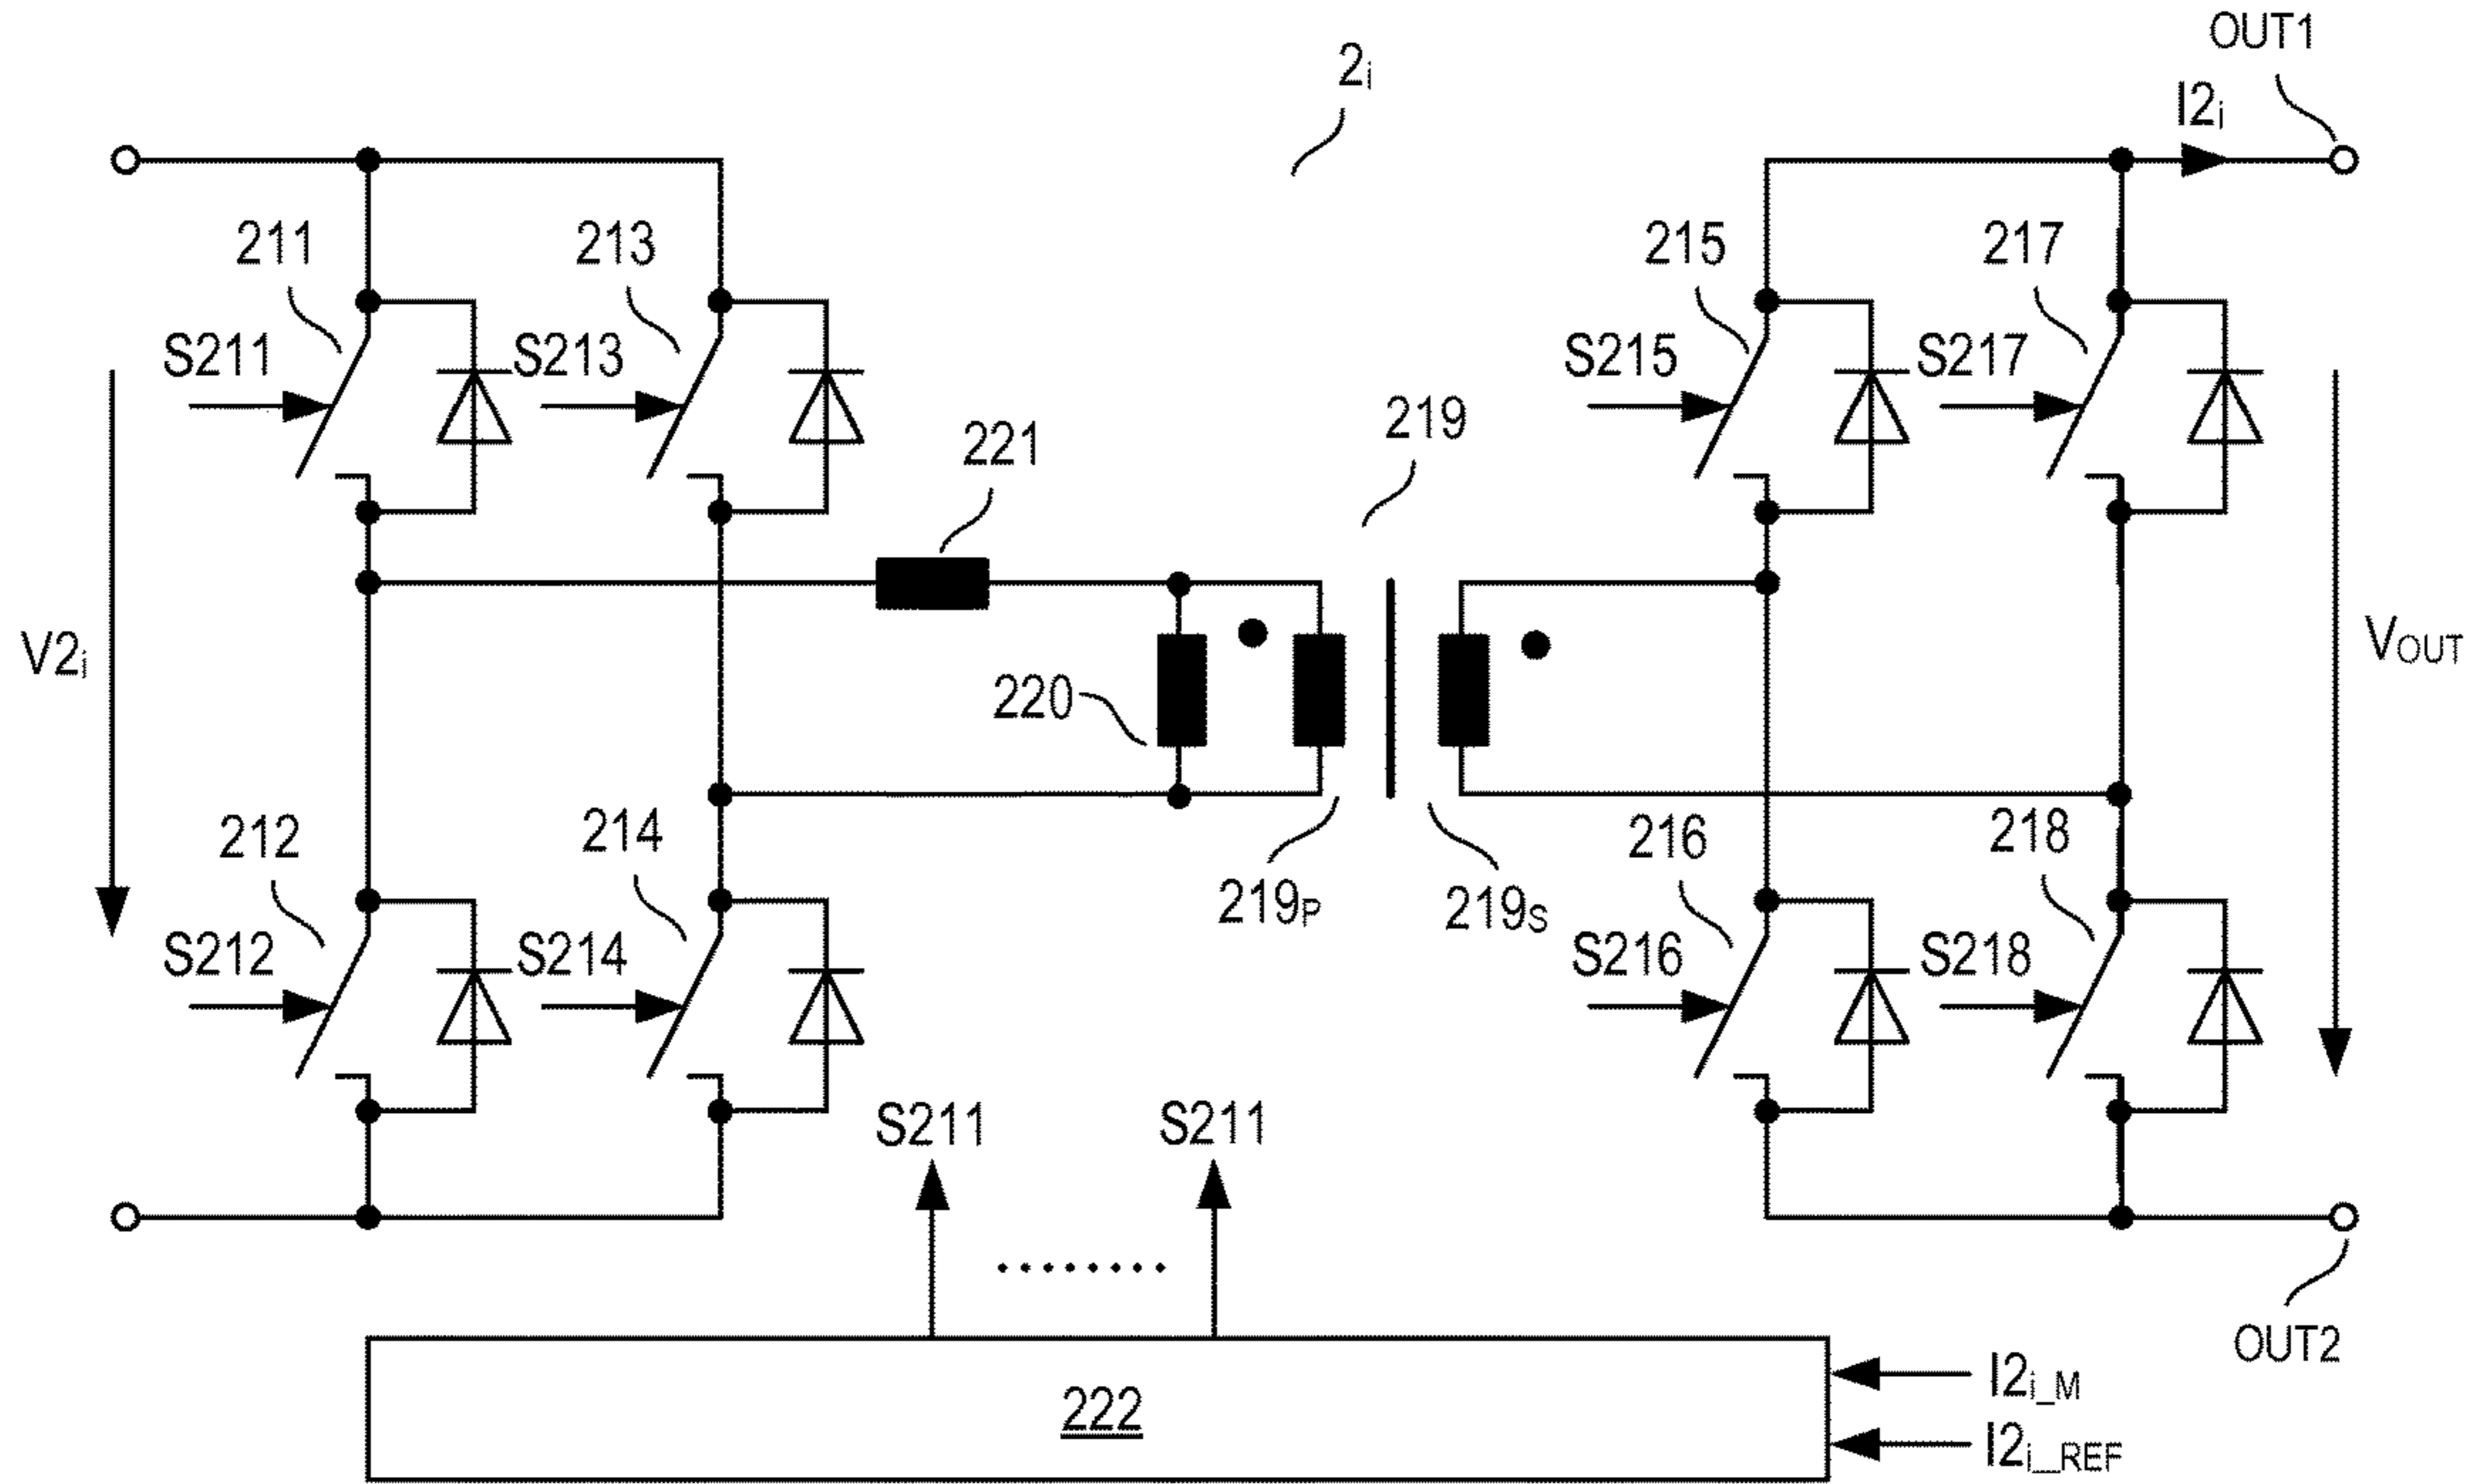 OUT1
2i
I2i
211
213
215
217
S211
S213
S215
S217
219
221
V2i
VOUT
220
212
214
216
218
219P
219S
S212
S214
S216
S218
S211
S211
OUT2
I2i_M
222
I2i_REF